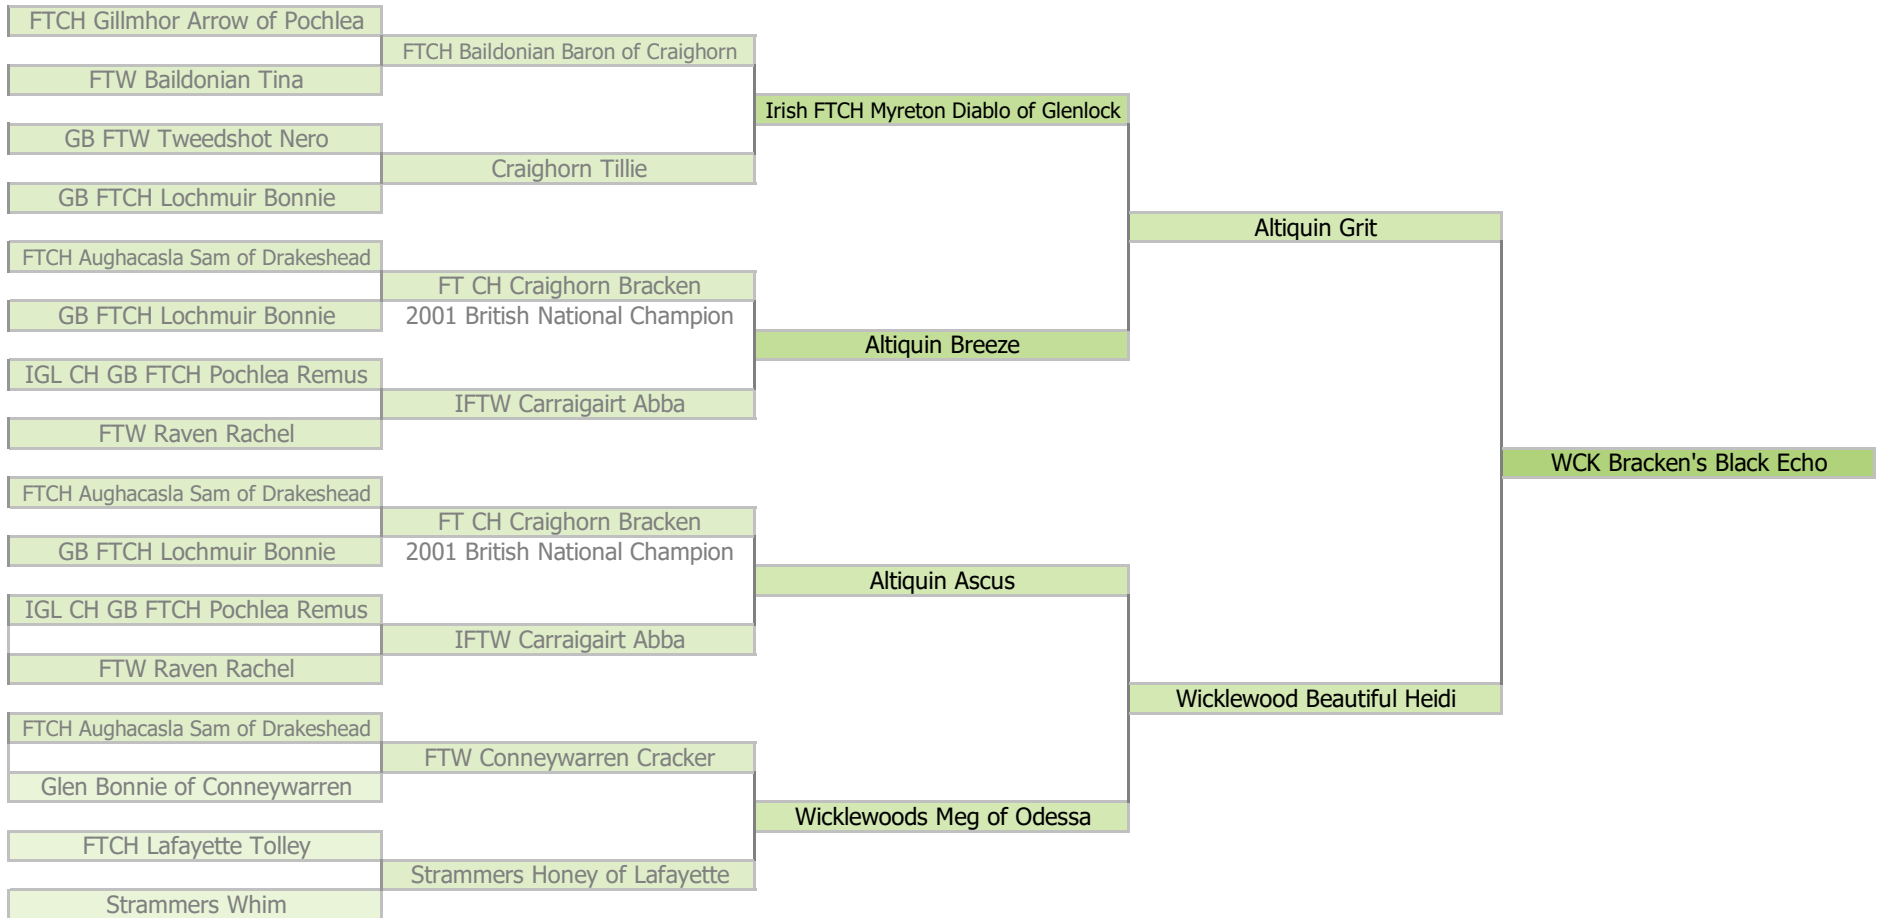 FTCH Gillmhor Arrow of Pochlea
FTCH Baildonian Baron of Craighorn
FTW Baildonian Tina
Irish FTCH Myreton Diablo of Glenlock
GB FTW Tweedshot Nero
Craighorn Tillie
GB FTCH Lochmuir Bonnie
Altiquin Grit
FTCH Aughacasla Sam of Drakeshead
FT CH Craighorn Bracken
GB FTCH Lochmuir Bonnie
2001 British National Champion
Altiquin Breeze
IGL CH GB FTCH Pochlea Remus
IFTW Carraigairt Abba
FTW Raven Rachel
WCK Bracken's Black Echo
FTCH Aughacasla Sam of Drakeshead
FT CH Craighorn Bracken
GB FTCH Lochmuir Bonnie
2001 British National Champion
Altiquin Ascus
IGL CH GB FTCH Pochlea Remus
IFTW Carraigairt Abba
FTW Raven Rachel
Wicklewood Beautiful Heidi
FTCH Aughacasla Sam of Drakeshead
FTW Conneywarren Cracker
Glen Bonnie of Conneywarren
Wicklewoods Meg of Odessa
FTCH Lafayette Tolley
Strammers Honey of Lafayette
Strammers Whim